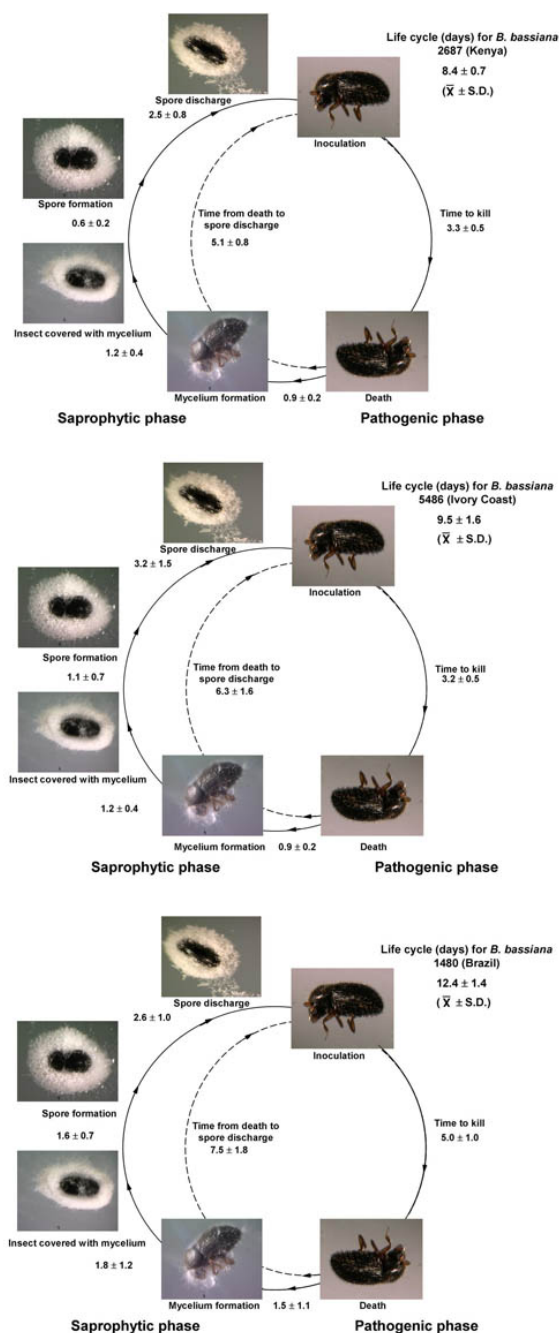 Life cycle (days) for B. bassiana
2687 (Kenya)
8.4 ± 0.7
(X̅ ± S.D.)
Spore discharge
2.5 ± 0.8
Inoculation
Spore formation
0.6 ± 0.2
Time from death to
spore discharge
5.1 ± 0.8
Time to kill
3.3 ± 0.5
Insect covered with mycelium
1.2 ± 0.4
Mycelium formation
0.9 ± 0.2
Death
Saprophytic phase
Pathogenic phase
Life cycle (days) for B. bassiana
5486 (Ivory Coast)
9.5 ± 1.6
(X̅ ± S.D.)
Spore discharge
3.2 ± 1.5
Inoculation
Spore formation
1.1 ± 0.7
Time from death to
spore discharge
6.3 ± 1.6
Time to kill
3.2 ± 0.5
Insect covered with mycelium
1.2 ± 0.4
Mycelium formation
0.9 ± 0.2
Death
Saprophytic phase
Pathogenic phase
Life cycle (days) for B. bassiana
1480 (Brazil)
12.4 ± 1.4
(X̅ ± S.D.)
Spore discharge
2.6 ± 1.0
Inoculation
Spore formation
1.6 ± 0.7
Time from death to
spore discharge
7.5 ± 1.8
Time to kill
5.0 ± 1.0
Insect covered with mycelium
1.8 ± 1.2
Mycelium formation
1.5 ± 1.1
Death
Saprophytic phase
Pathogenic phase